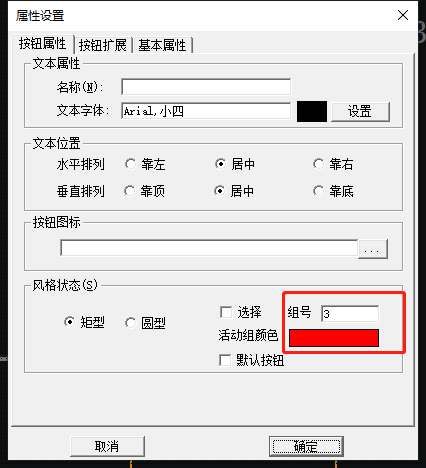 属性设置
按钮属性 按钮扩展 基本属性
文本属性
名称(N):
文本字体: Arial,小四 设置
文本位置
水平排列 靠左 居中 靠右
垂直排列 靠顶 居中 靠底
按钮图标
...
风格状态(S)
选择 组号 3
矩型 圆型
活动组颜色
默认按钮
取消 确定